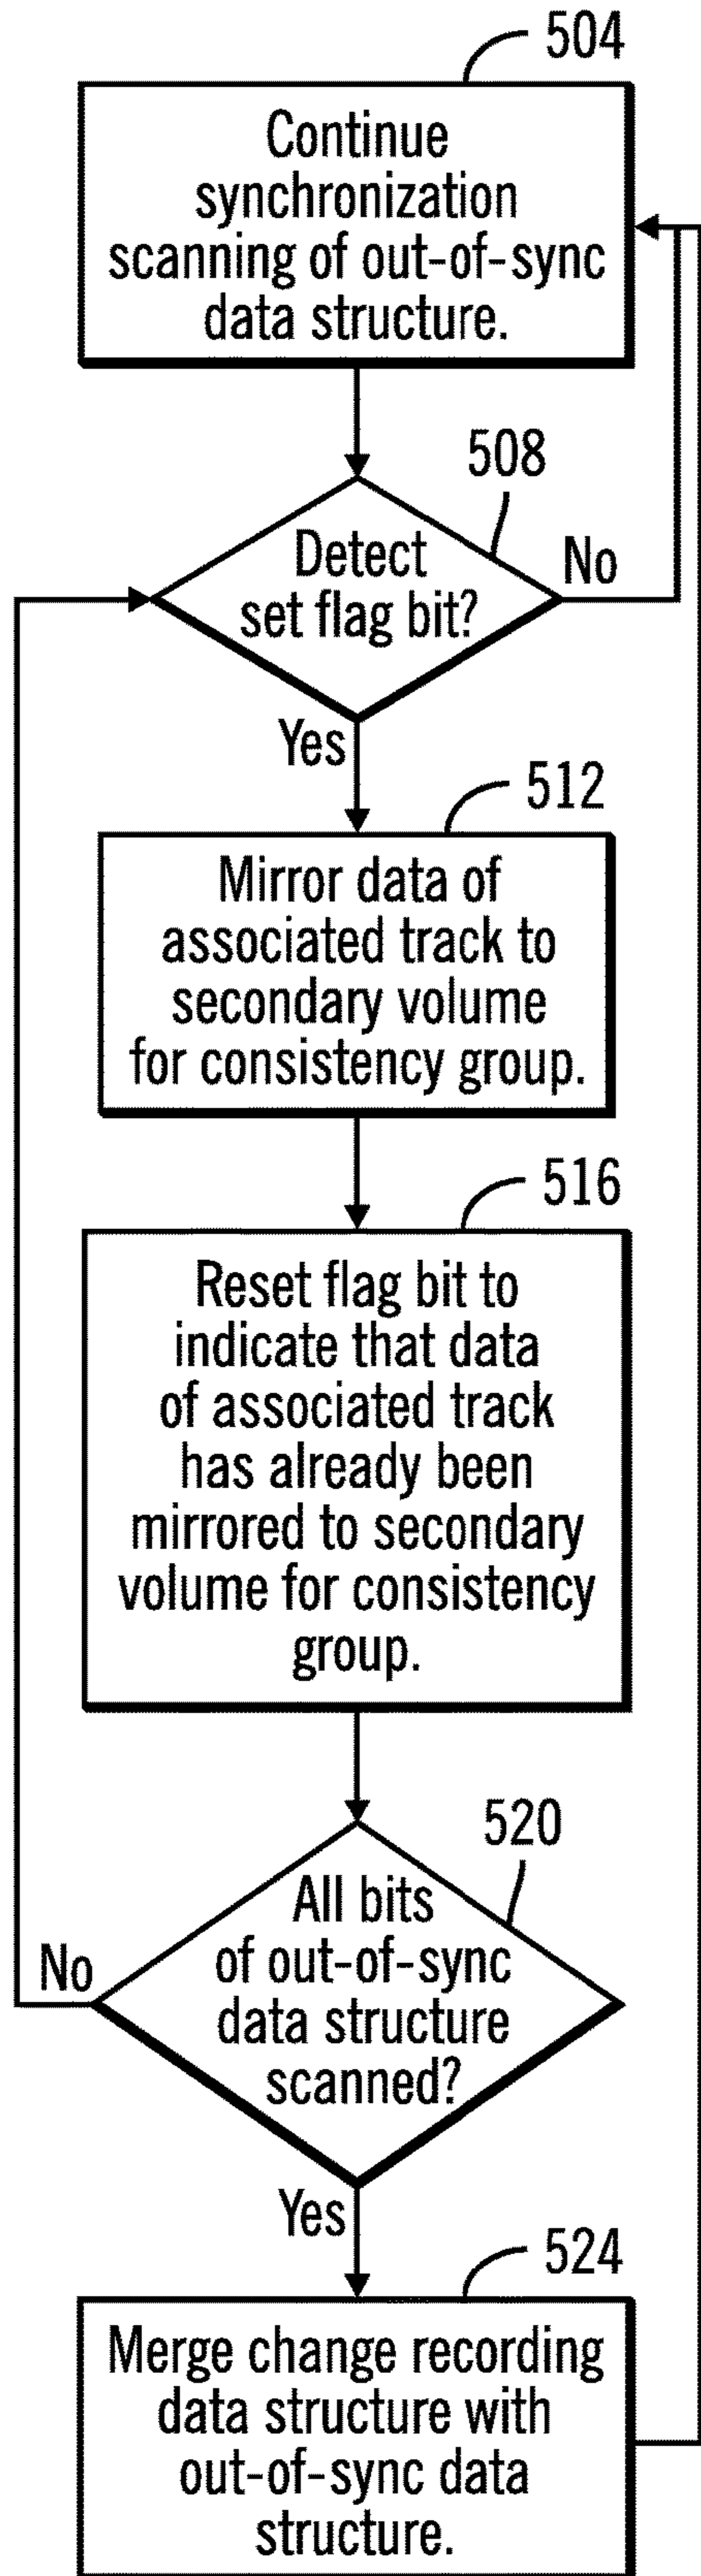 504
Continue
synchronization
scanning of out-of-sync
data structure.
508
Detect
set flag bit?
No
Yes
512
Mirror data of
associated track to
secondary volume
for consistency group.
516
Reset flag bit to
indicate that data
of associated track
has already been
mirrored to secondary
volume for consistency
group.
520
All bits
of out-of-sync
data structure
scanned?
No
Yes
524
Merge change recording
data structure with
out-of-sync data
structure.